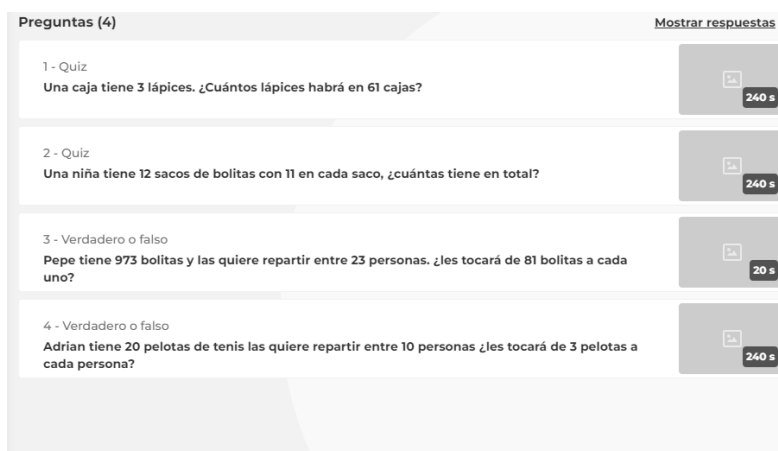 Preguntas (4)
Mostrar respuestas
1 - Quiz
Una caja tiene 3 lápices. ¿Cuántos lápices habrá en 61 cajas?
240 s
2 - Quiz
Una niña tiene 12 sacos de bolitas con 11 en cada saco, ¿cuántas tiene en total?
240 s
3 - Verdadero o falso
Pepe tiene 973 bolitas y las quiere repartir entre 23 personas. ¿les tocará de 81 bolitas a cada
uno?
20 s
4 - Verdadero o falso
Adrian tiene 20 pelotas de tenis las quiere repartir entre 10 personas ¿les tocará de 3 pelotas a
cada persona?
240 s